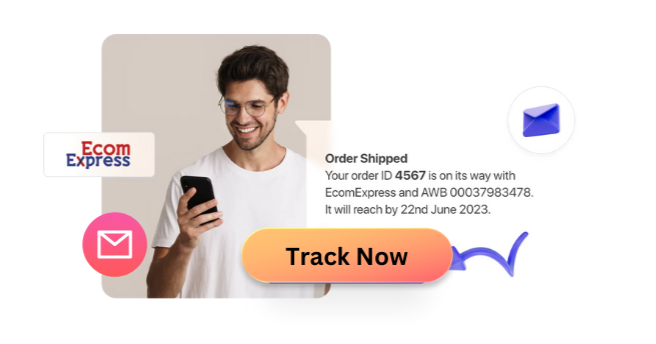 Ecom
Express
Order Shipped
Your order ID 4567 is on its way with
EcomExpress and AWB 00037983478.
It will reach by 22nd June 2023.
Track Now